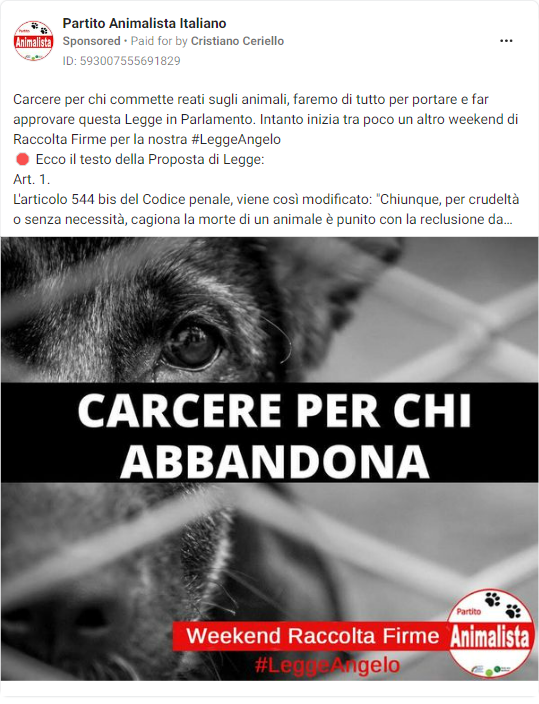 Partito Animalista Italiano
Sponsored • Paid for by Cristiano Ceriello
ID: 593007555691829
Carcere per chi commette reati sugli animali, faremo di tutto per portare e far
approvare questa Legge in Parlamento. Intanto inizia tra poco un altro weekend di
Raccolta Firme per la nostra #LeggeAngelo
🛑 Ecco il testo della Proposta di Legge:
Art. 1.
L'articolo 544 bis del Codice penale, viene così modificato: "Chiunque, per crudeltà
o senza necessità, cagiona la morte di un animale è punito con la reclusione da...
CARCERE PER CHI
ABBANDONA
Weekend Raccolta Firme
#LeggeAngelo
Partito
Animalista